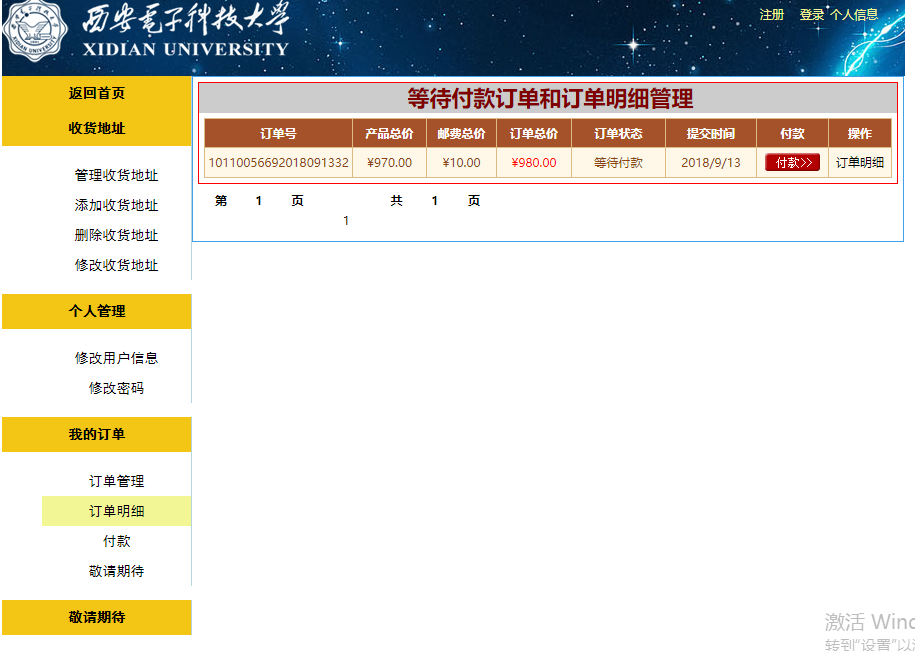 西安電子科技大学
XIDIAN UNIVERSITY
注册 登录 个人信息
返回首页
收货地址
管理收货地址
添加收货地址
删除收货地址
修改收货地址
个人管理
修改用户信息
修改密码
我的订单
订单管理
订单明细
付款
敬请期待
敬请期待
等待付款订单和订单明细管理
订单号 产品总价 邮费总价 订单总价 订单状态 提交时间 付款 操作
10110056692018091332 ¥970.00 ¥10.00 ¥980.00 等待付款 2018/9/13 付款>> 订单明细
第 1 页 共 1 页
1
激活 Winc
转到"设置"以